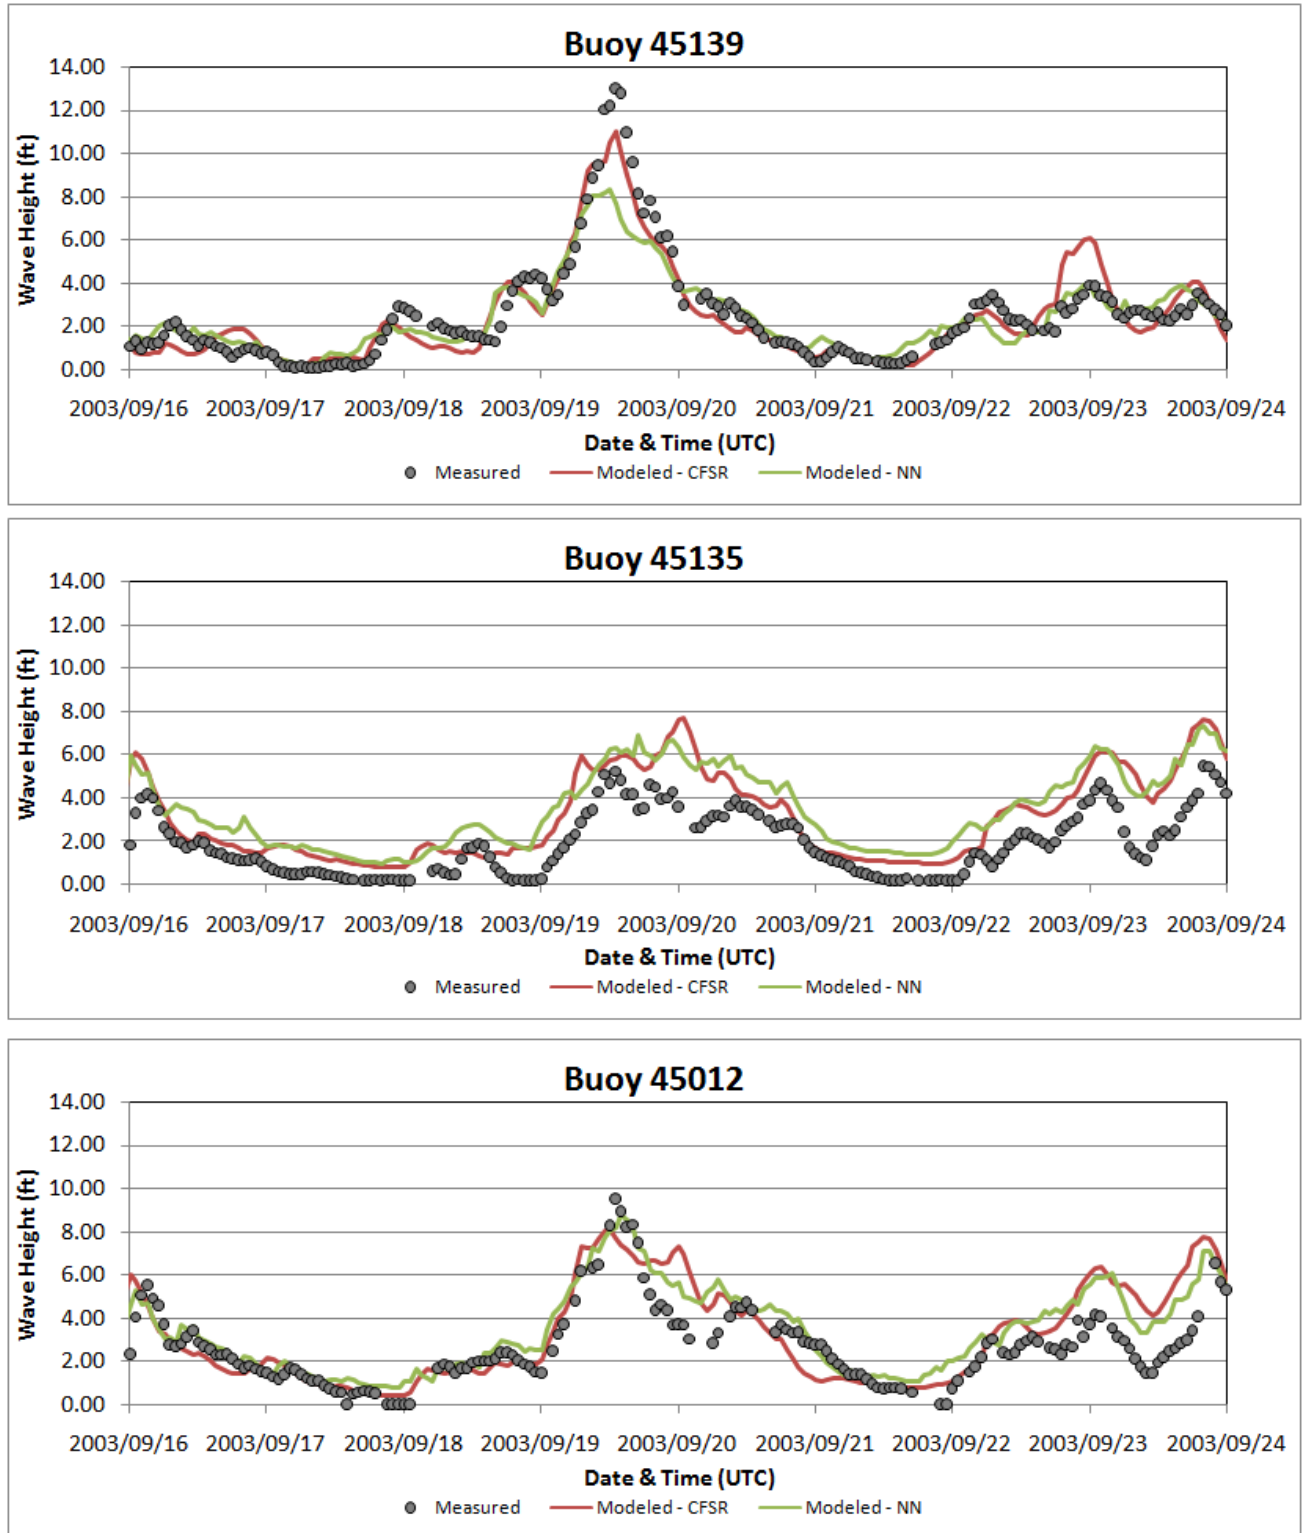 Buoy 45139
Wave Height (ft)
14.00
12.00
10.00
8.00
6.00
4.00
2.00
0.00
2003/09/16 2003/09/17 2003/09/18 2003/09/19 2003/09/20 2003/09/21 2003/09/22 2003/09/23 2003/09/24
Date & Time (UTC)
Measured Modeled - CFSR Modeled - NN
Buoy 45135
Wave Height (ft)
14.00
12.00
10.00
8.00
6.00
4.00
2.00
0.00
2003/09/16 2003/09/17 2003/09/18 2003/09/19 2003/09/20 2003/09/21 2003/09/22 2003/09/23 2003/09/24
Date & Time (UTC)
Measured Modeled - CFSR Modeled - NN
Buoy 45012
Wave Height (ft)
14.00
12.00
10.00
8.00
6.00
4.00
2.00
0.00
2003/09/16 2003/09/17 2003/09/18 2003/09/19 2003/09/20 2003/09/21 2003/09/22 2003/09/23 2003/09/24
Date & Time (UTC)
Measured Modeled - CFSR Modeled - NN